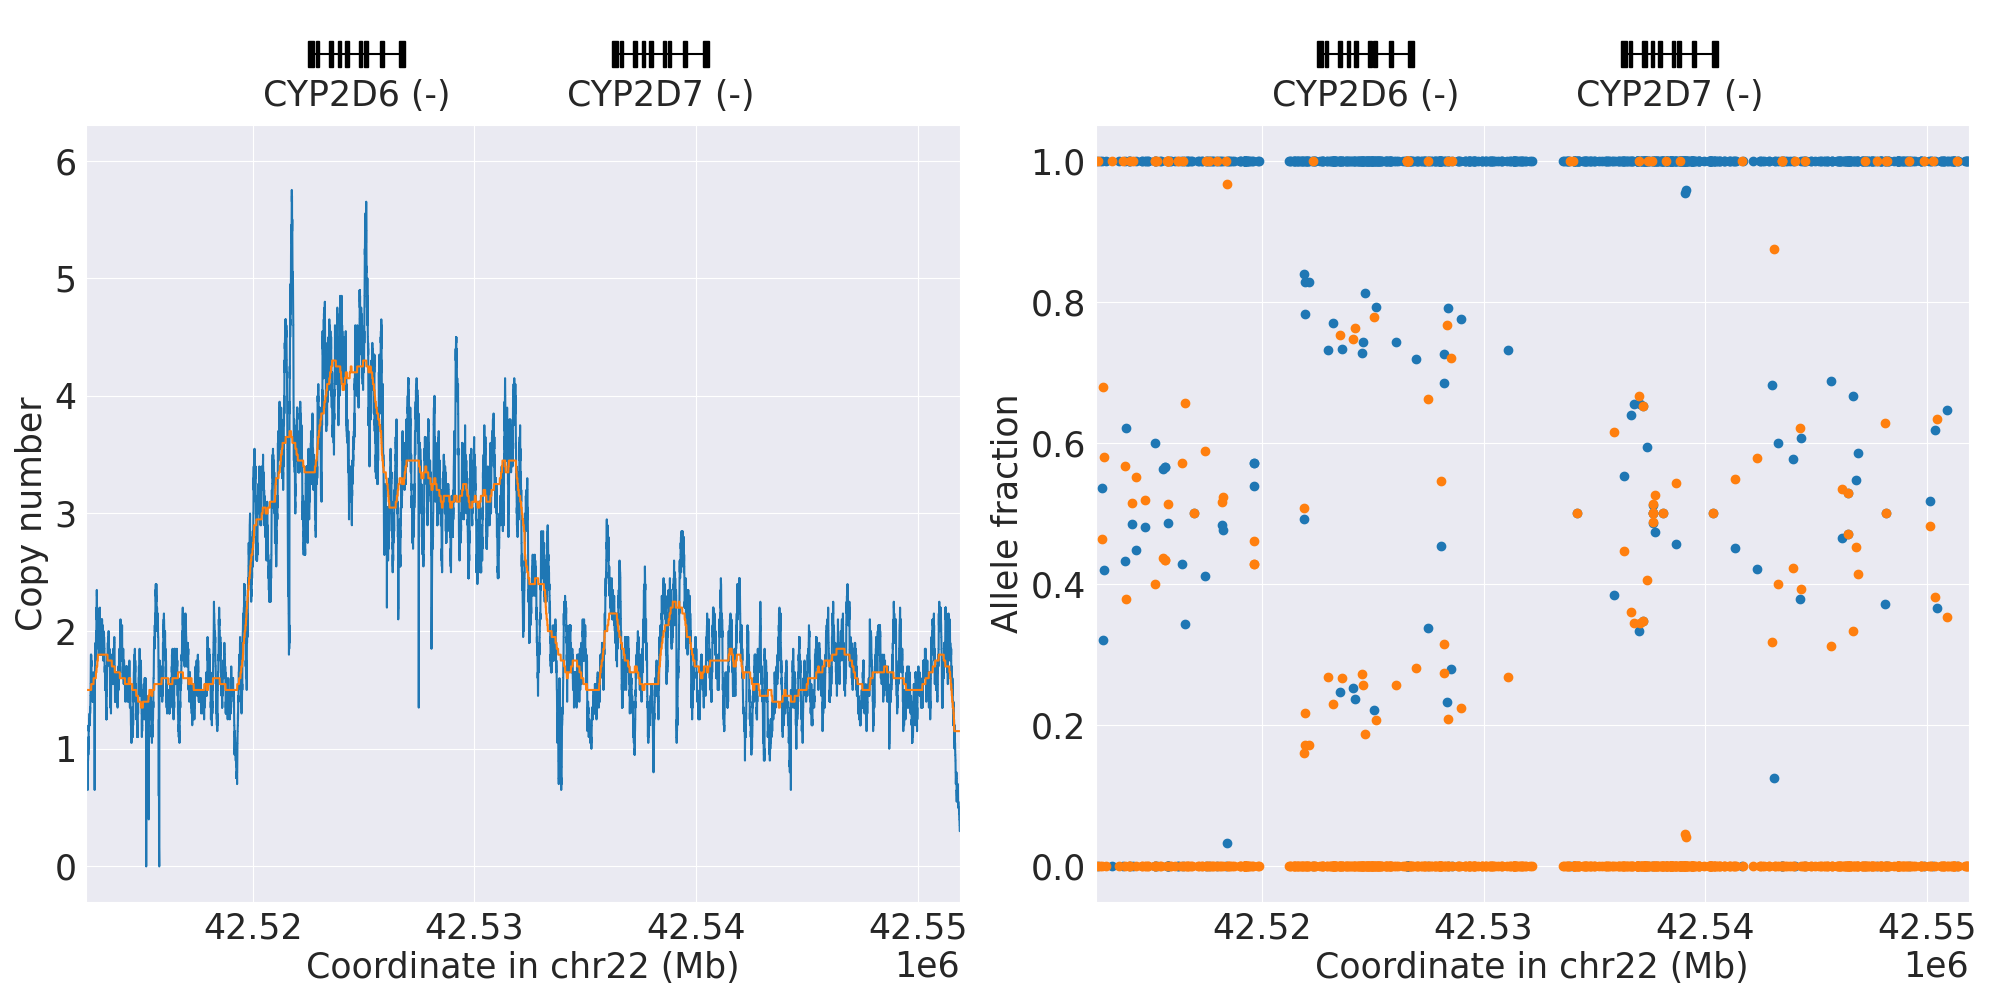 CYP2D6 (-)
CYP2D7 (-)
Copy number
6
5
4
3
2
1
0
42.52
42.53
42.54
42.55
Coordinate in chr22 (Mb)
1e6
CYP2D6 (-)
CYP2D7 (-)
Allele fraction
1.0
0.8
0.6
0.4
0.2
0.0
42.52
42.53
42.54
42.55
Coordinate in chr22 (Mb)
1e6